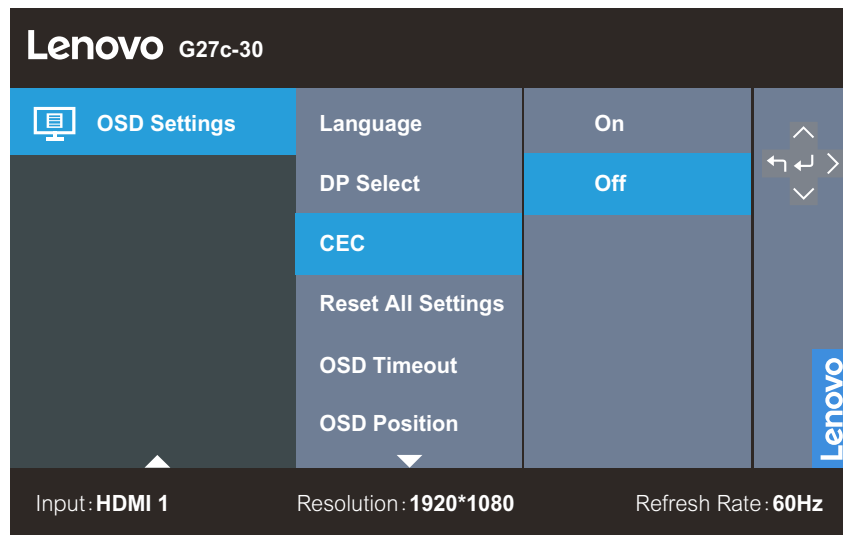 Lenovo G27c-30
OSD Settings
Language
DP Select
CEC
Reset All Settings
OSD Timeout
OSD Position
On
Off
Lenovo
Input: HDMI 1 Resolution: 1920*1080 Refresh Rate: 60Hz